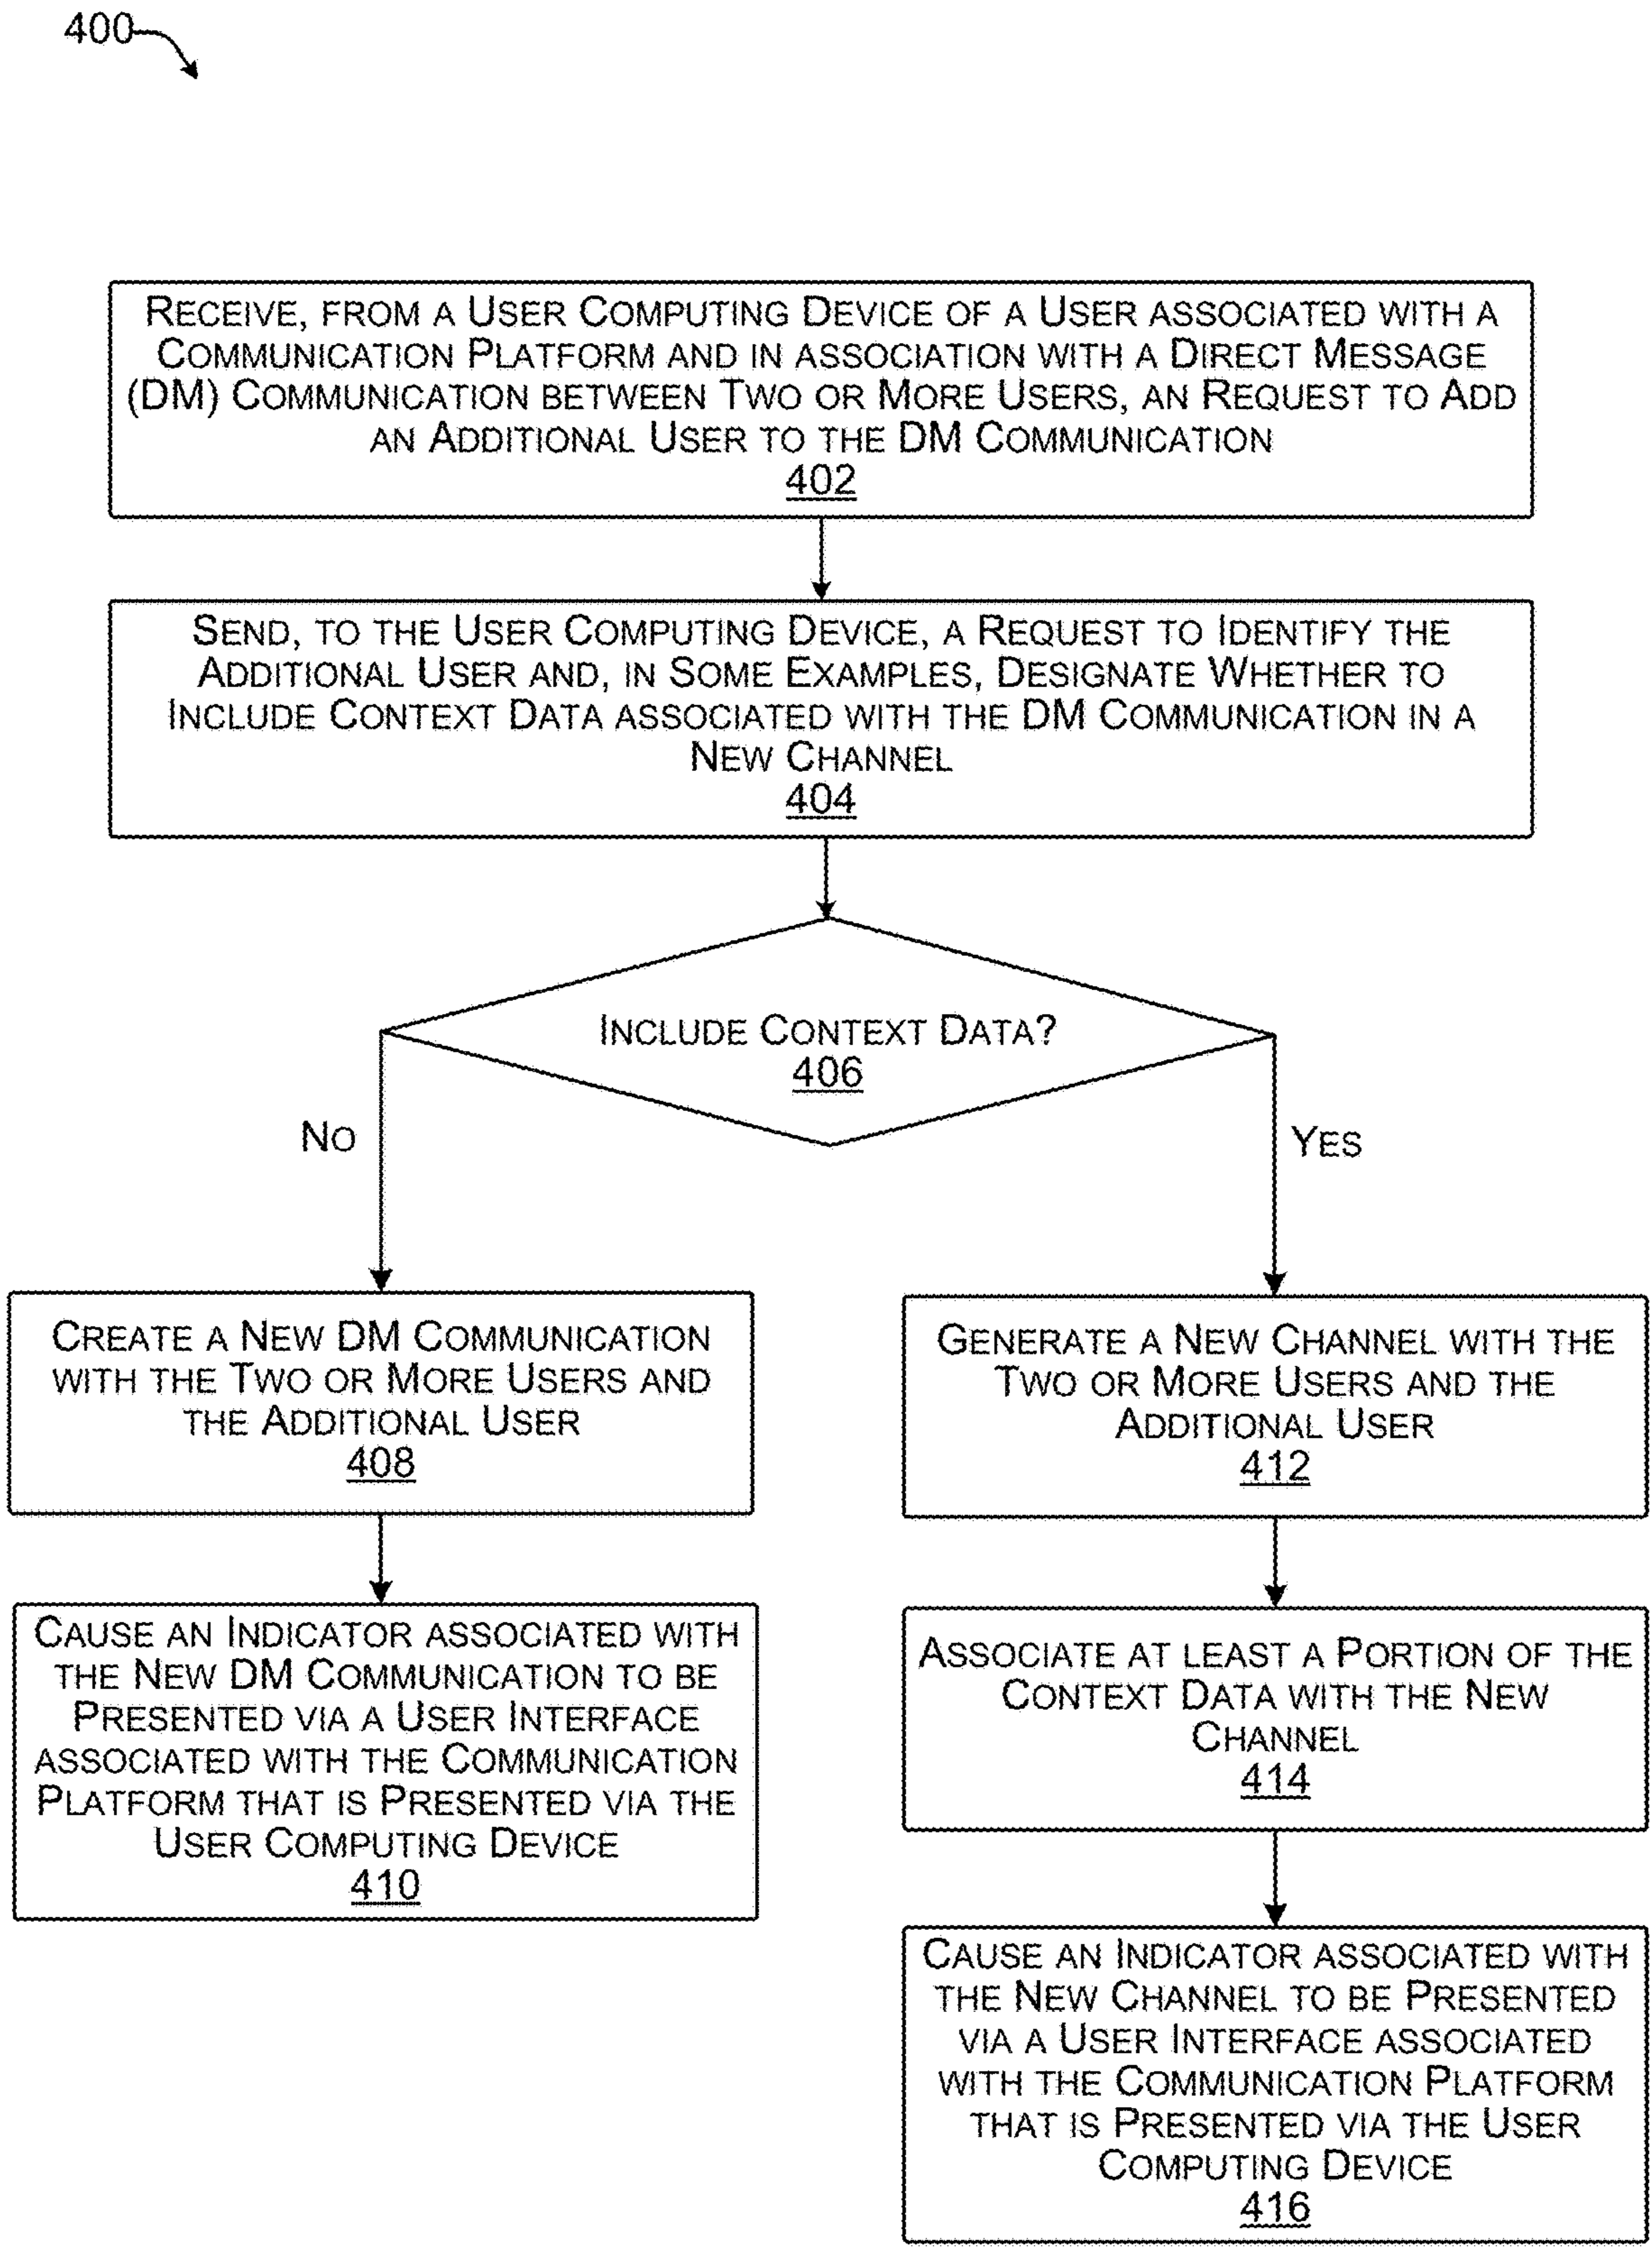 400
RECEIVE, FROM A USER COMPUTING DEVICE OF A USER ASSOCIATED WITH A
COMMUNICATION PLATFORM AND IN ASSOCIATION WITH A DIRECT MESSAGE
(DM) COMMUNICATION BETWEEN TWO OR MORE USERS, AN REQUEST TO ADD
AN ADDITIONAL USER TO THE DM COMMUNICATION
402
SEND, TO THE USER COMPUTING DEVICE, A REQUEST TO IDENTIFY THE
ADDITIONAL USER AND, IN SOME EXAMPLES, DESIGNATE WHETHER TO
INCLUDE CONTEXT DATA ASSOCIATED WITH THE DM COMMUNICATION IN A
NEW CHANNEL
404
INCLUDE CONTEXT DATA?
406
NO
YES
CREATE A NEW DM COMMUNICATION
WITH THE TWO OR MORE USERS AND
THE ADDITIONAL USER
408
CAUSE AN INDICATOR ASSOCIATED WITH
THE NEW DM COMMUNICATION TO BE
PRESENTED VIA A USER INTERFACE
ASSOCIATED WITH THE COMMUNICATION
PLATFORM THAT IS PRESENTED VIA THE
USER COMPUTING DEVICE
410
GENERATE A NEW CHANNEL WITH THE
TWO OR MORE USERS AND THE
ADDITIONAL USER
412
ASSOCIATE AT LEAST A PORTION OF THE
CONTEXT DATA WITH THE NEW
CHANNEL
414
CAUSE AN INDICATOR ASSOCIATED WITH
THE NEW CHANNEL TO BE PRESENTED
VIA A USER INTERFACE ASSOCIATED
WITH THE COMMUNICATION PLATFORM
THAT IS PRESENTED VIA THE USER
COMPUTING DEVICE
416